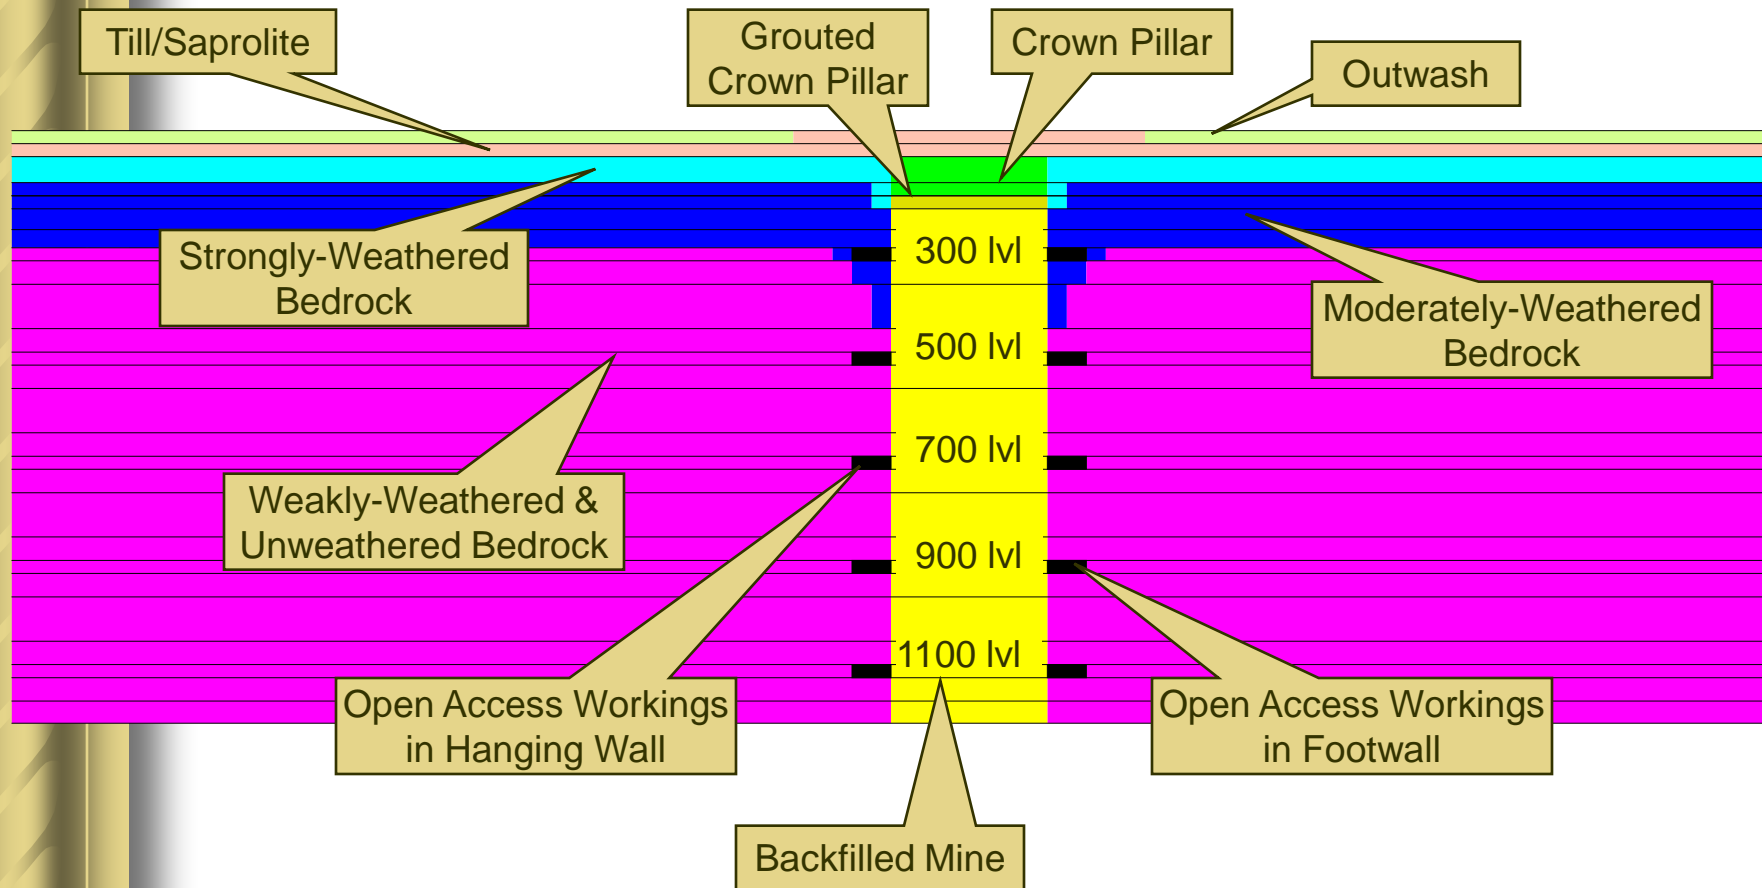 Till/Saprolite
Grouted
Crown Pillar
Crown Pillar
Outwash
Strongly-Weathered
Bedrock
300 lvl
Moderately-Weathered
Bedrock
500 lvl
700 lvl
Weakly-Weathered &
Unweathered Bedrock
900 lvl
1100 lvl
Open Access Workings
in Hanging Wall
Open Access Workings
in Footwall
Backfilled Mine